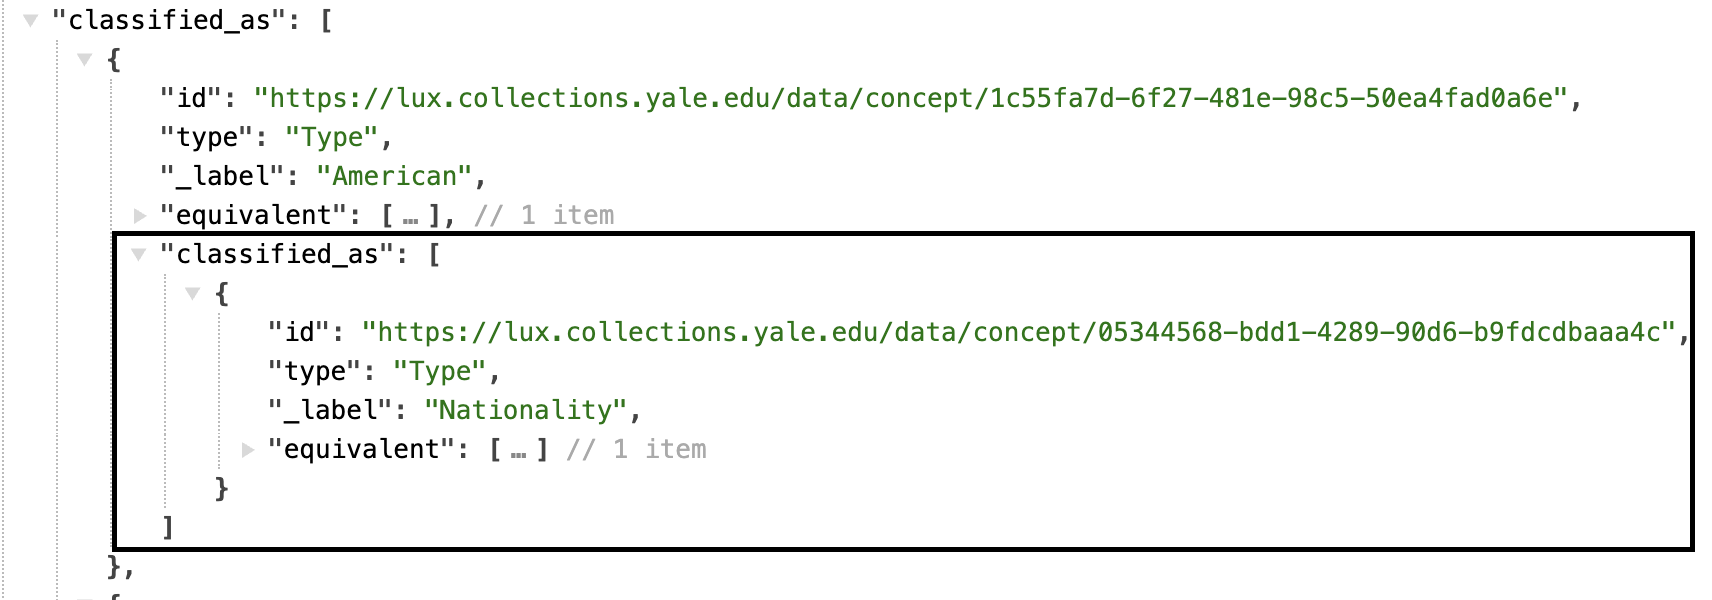 "classified_as": [
{
"id": "https://lux.collections.yale.edu/data/concept/1c55fa7d-6f27-481e-98c5-50ea4fad0a6e",
"type": "Type",
"_label": "American",
"equivalent": [ … ], // 1 item
"classified_as": [
{
"id": "https://lux.collections.yale.edu/data/concept/05344568-bdd1-4289-90d6-b9fdcdbaaa4c",
"type": "Type",
"_label": "Nationality",
"equivalent": [ … ] // 1 item
}
]
},
{